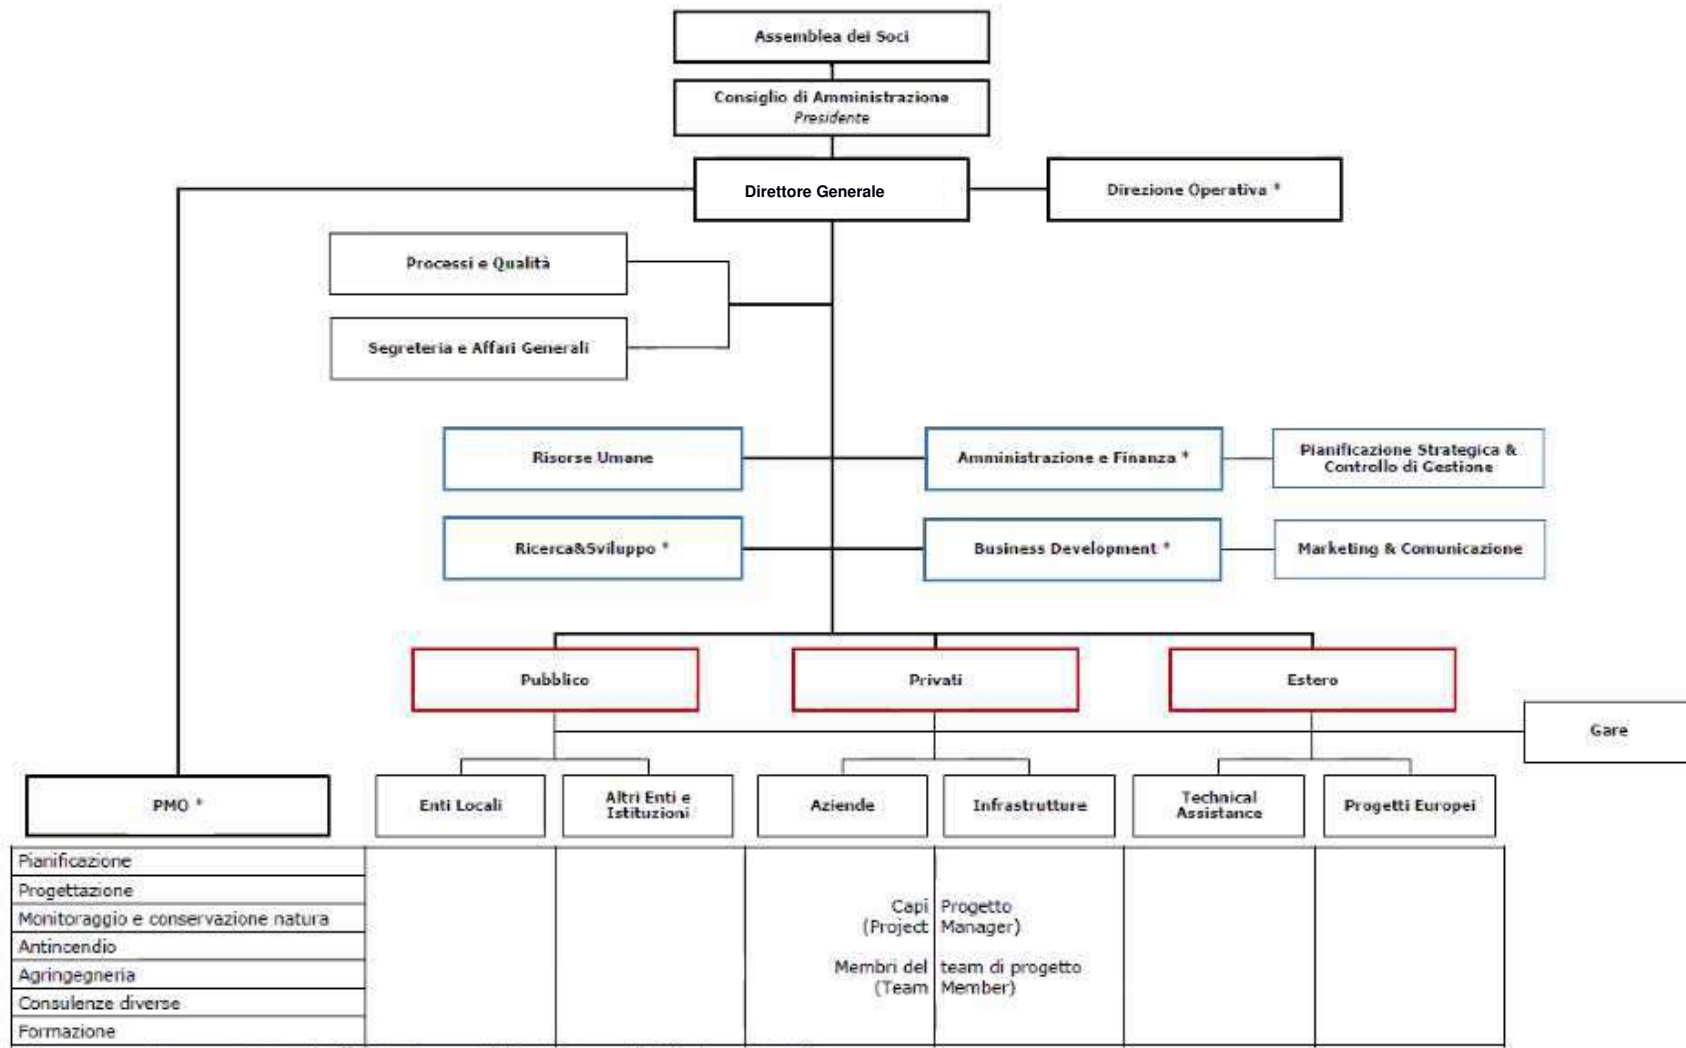 Assemblea dei Soci
Consiglio di Amministrazione
Presidente
Direttore Generale
Direzione Operativa *
Processi e Qualità
Segreteria e Affari Generali
Risorse Umane
Amministrazione e Finanza *
Pianificazione Strategica &
Controllo di Gestione
Ricerca&Sviluppo *
Business Development *
Marketing & Comunicazione
Pubblico
Privati
Estero
Gare
PMO *
Enti Locali
Altri Enti e
Istituzioni
Aziende
Infrastrutture
Technical
Assistance
Progetti Europei
Pianificazione
Progettazione
Monitoraggio e conservazione natura
Antincendio
Agringegneria
Consulenze diverse
Formazione
Capi Progetto
(Project Manager)
Membri del team di progetto
(Team Member)